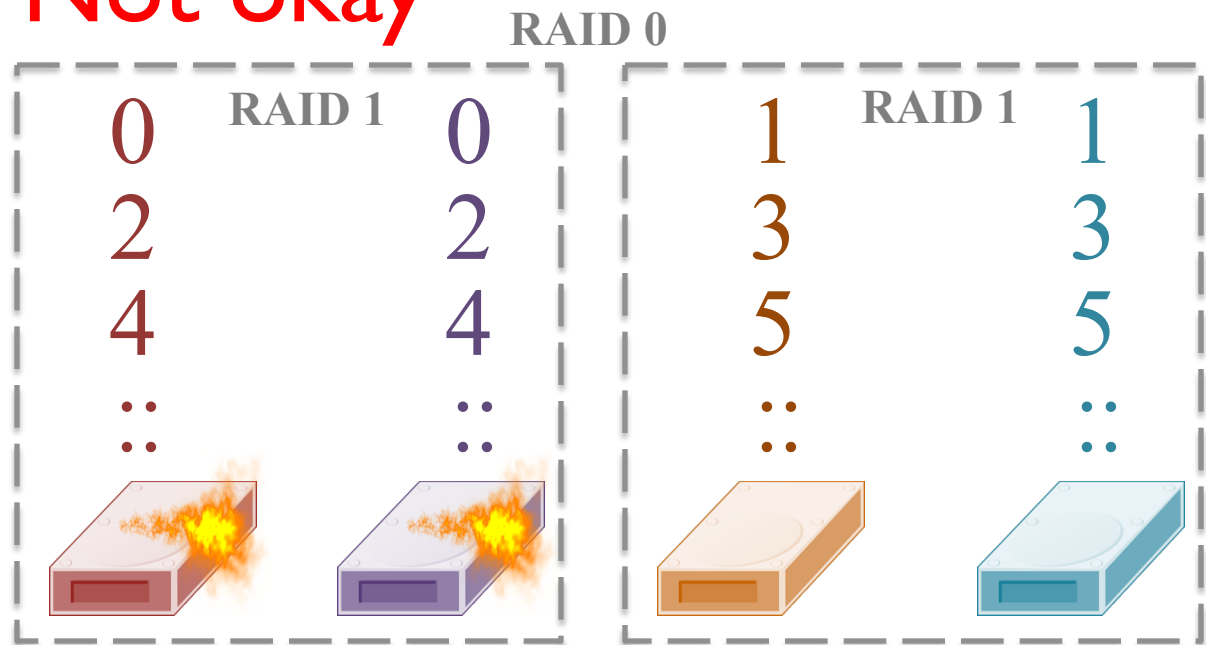 Not okay
RAID 0
RAID 1
0 0
2 2
4 4
: : : :
: : : :
RAID 1
1 1
3 3
5 5
: : : :
: : : :